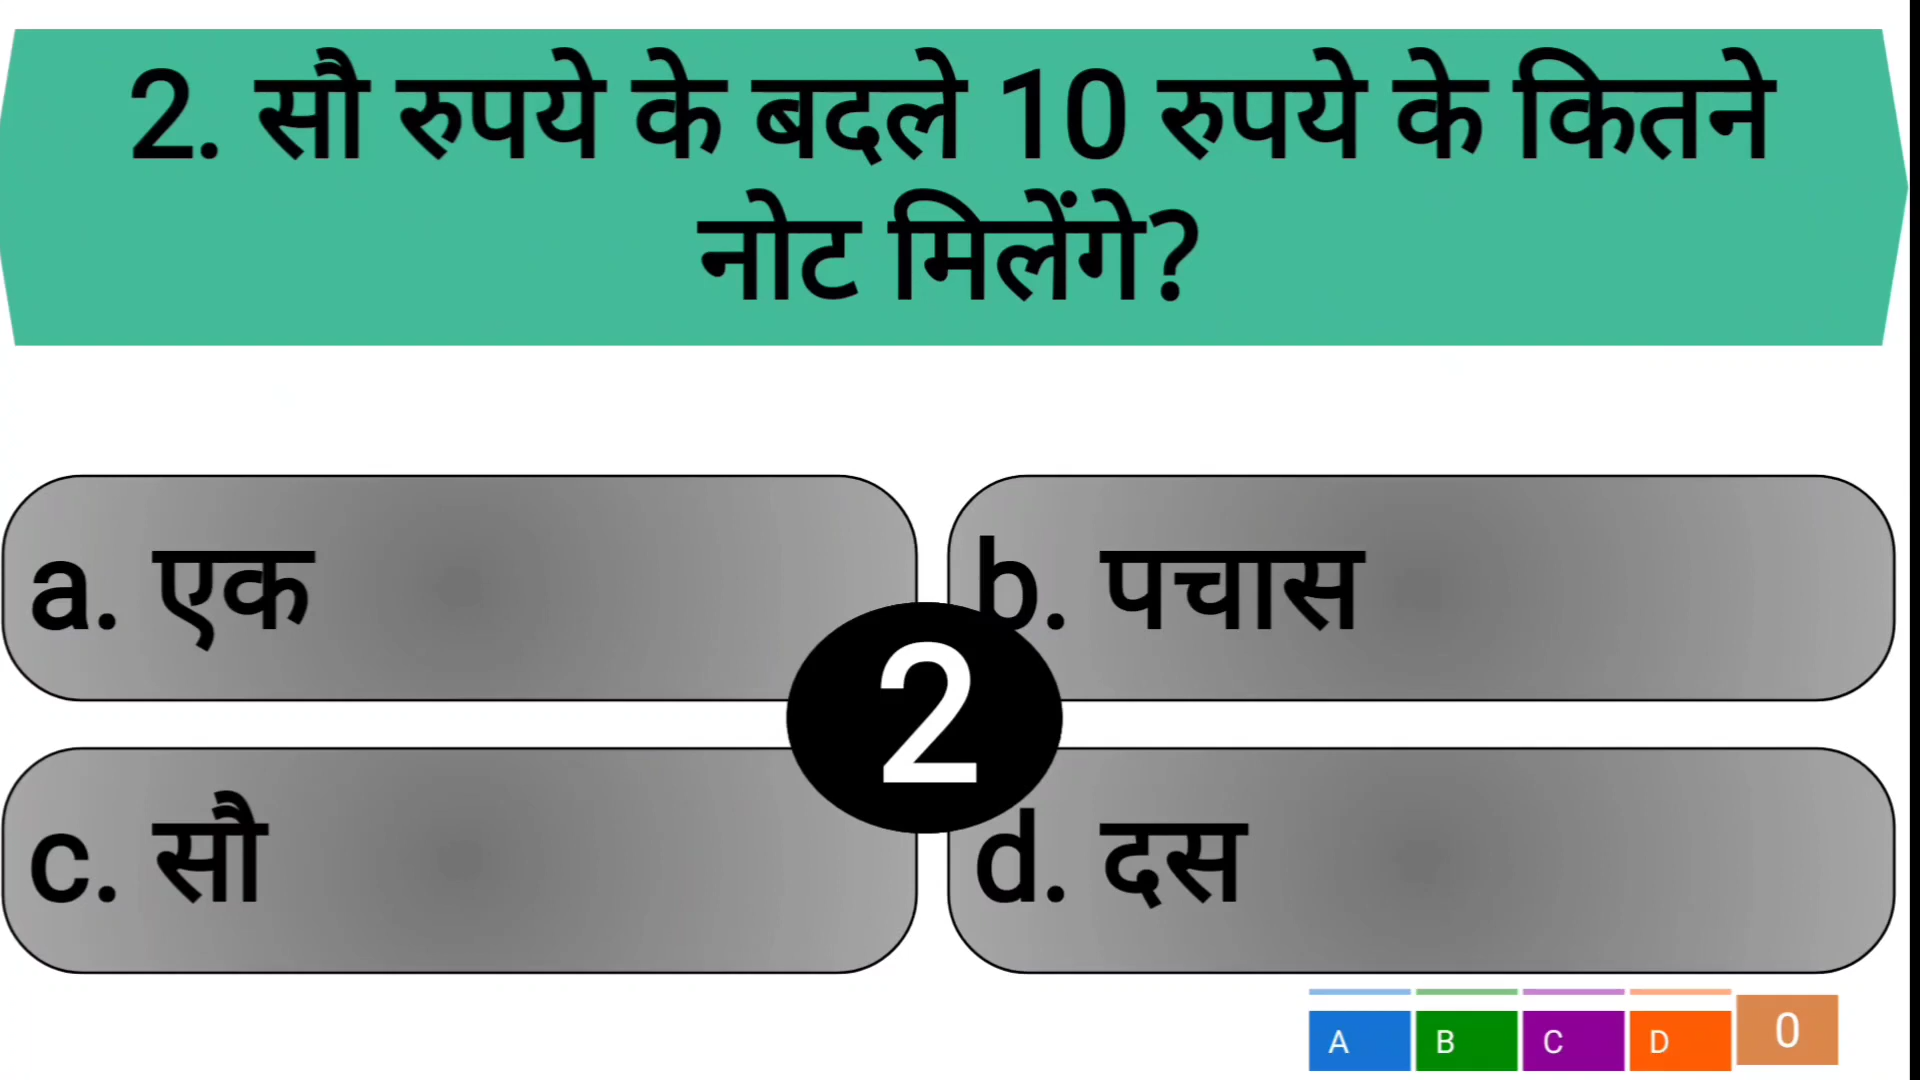 2. सौ रुपये के बदले 10 रुपये के कितने
नोट मिलेंगे?
a. एक
b. पचास
2
c. सौ
d. दस
A B C D 0